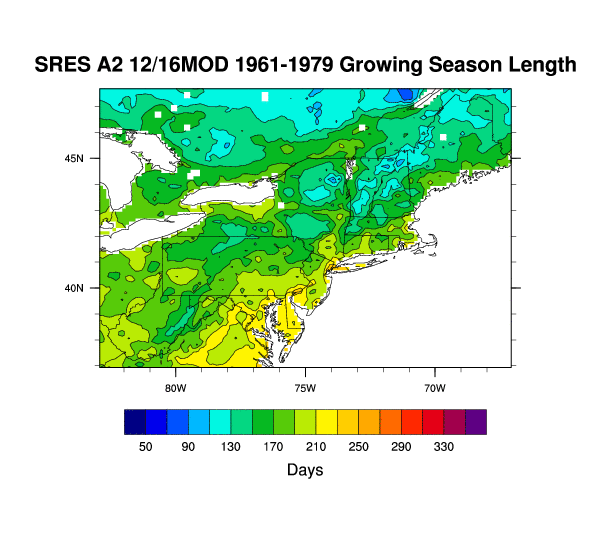 SRES A2 12/16MOD 1961-1979 Growing Season Length
45N
40N
80W 75W 70W
50 90 130 170 210 250 290 330
Days